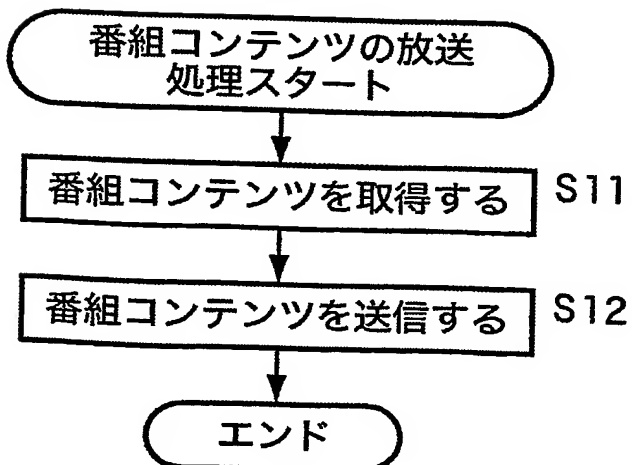 番組コンテンツの放送
処理スタート
番組コンテンツを取得する S11
番組コンテンツを送信する S12
エンド